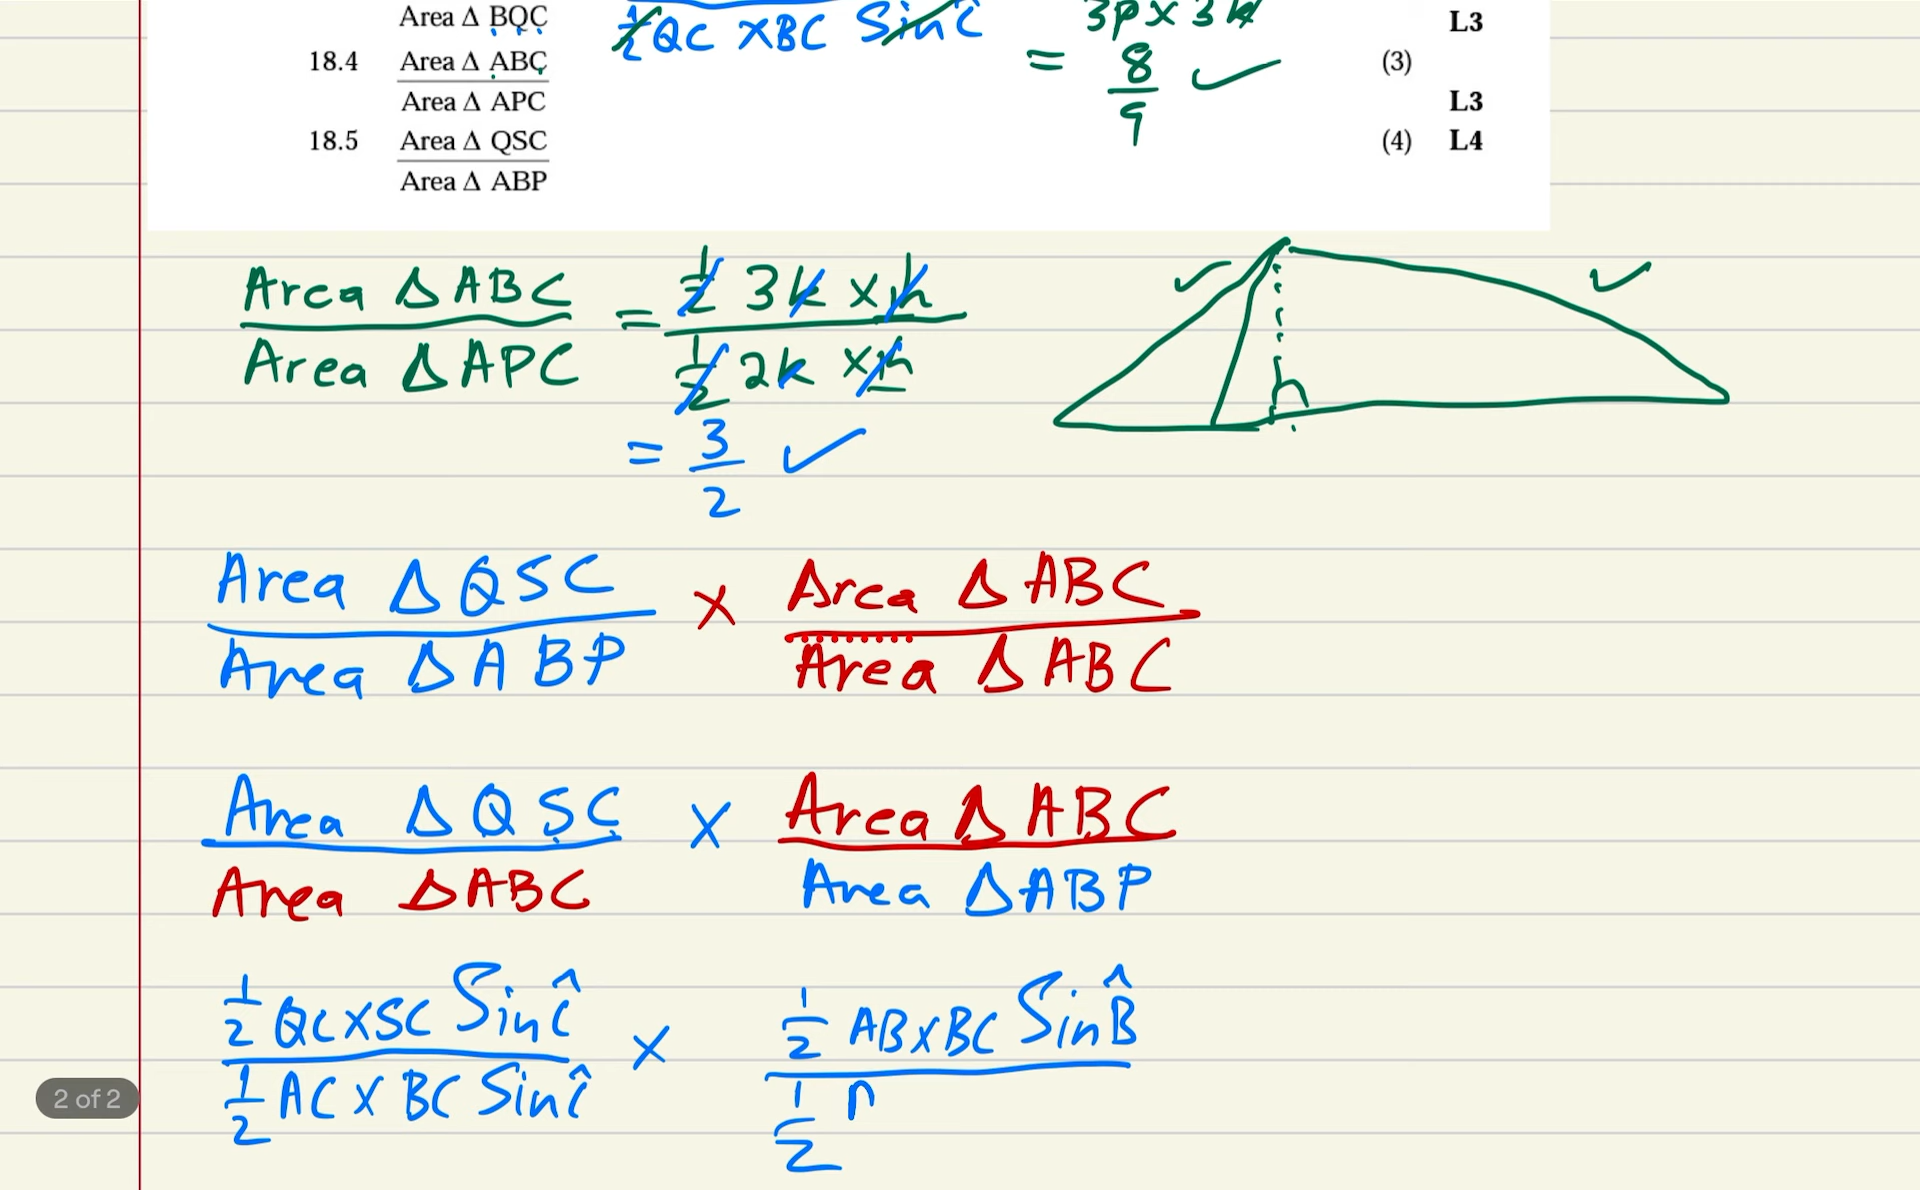 Area Δ BQC ½QC ×BC Sin Ĉ 3p × 3k L3
18.4 Area Δ ABC = 8/9 ✓ (3)
Area Δ APC L3
18.5 Area Δ QSC (4) L4
Area Δ ABP
Area Δ ABC = ½ 3k × h
Area Δ APC ½ 2k × h
= 3/2 ✓
h
Area Δ QSC × Area Δ ABC
Area Δ ABP Area Δ ABC
Area Δ QSC × Area Δ ABC
Area Δ ABC Area Δ ABP
½ QC×SC Sin Ĉ × ½ AB×BC Sin B̂
½ AC × BC Sin Ĉ ½
2 of 2